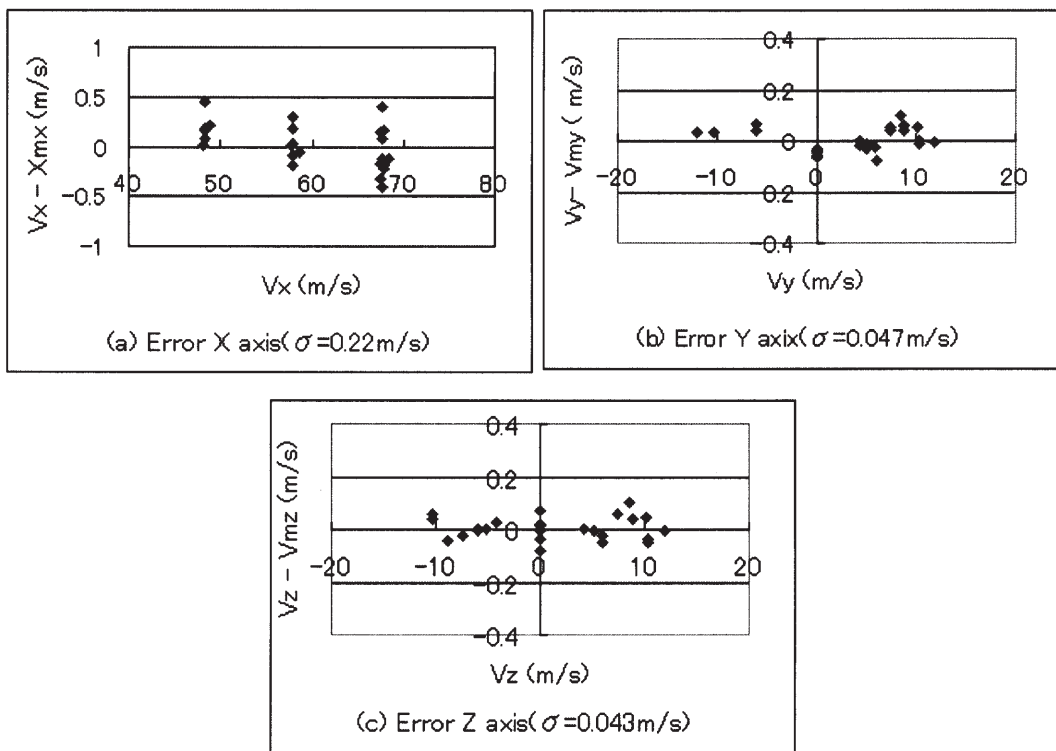 1
0.5
0
−0.5
−1
40 50 60 70 80
Vx − Xmx (m/s)
Vx (m/s)
(a) Error X axis(σ=0.22m/s)
0.4
0.2
0
−0.2
−0.4
−20 −10 0 10 20
Vy− Vmy ( m/s)
Vy (m/s)
(b) Error Y axix(σ=0.047m/s)
0.4
0.2
0
−0.2
−0.4
−20 −10 0 10 20
Vz − Vmz (m/s)
Vz (m/s)
(c) Error Z axis(σ=0.043m/s)